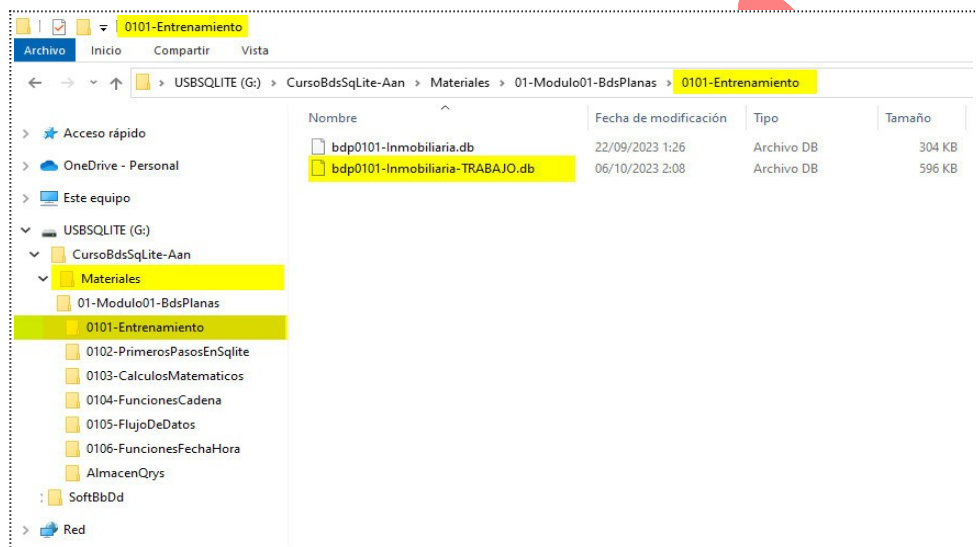 0101-Entrenamiento
Archivo Inicio Compartir Vista
USBSQLITE (G:) > CursoBdsSqLite-Aan > Materiales > 01-Modulo01-BdsPlanas > 0101-Entrenamiento
Nombre Fecha de modificación Tipo Tamaño
bdp0101-Inmobiliaria.db 22/09/2023 1:26 Archivo DB 304 KB
bdp0101-Inmobiliaria-TRABAJO.db 06/10/2023 2:08 Archivo DB 596 KB
Acceso rápido
OneDrive - Personal
Este equipo
USBSQLITE (G:)
CursoBdsSqLite-Aan
Materiales
01-Modulo01-BdsPlanas
0101-Entrenamiento
0102-PrimerosPasosEnSqlite
0103-CalculosMatematicos
0104-FuncionesCadena
0105-FlujoDeDatos
0106-FuncionesFechaHora
AlmacenQrys
SoftBbDd
Red